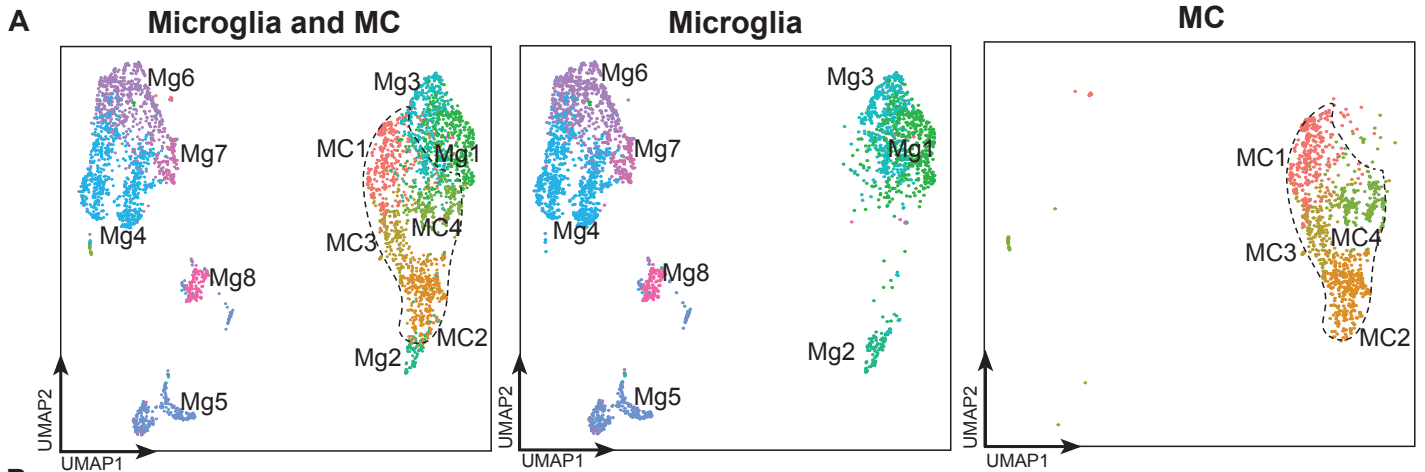 A
Microglia and MC
Microglia
MC
Mg6
Mg3
MC1
Mg7
Mg1
Mg4
MC3
MC4
Mg8
MC2
Mg2
Mg5
UMAP2
UMAP1
Mg6
Mg3
Mg7
Mg1
Mg4
Mg8
Mg2
Mg5
UMAP2
UMAP1
MC1
MC3
MC4
MC2
UMAP2
UMAP1